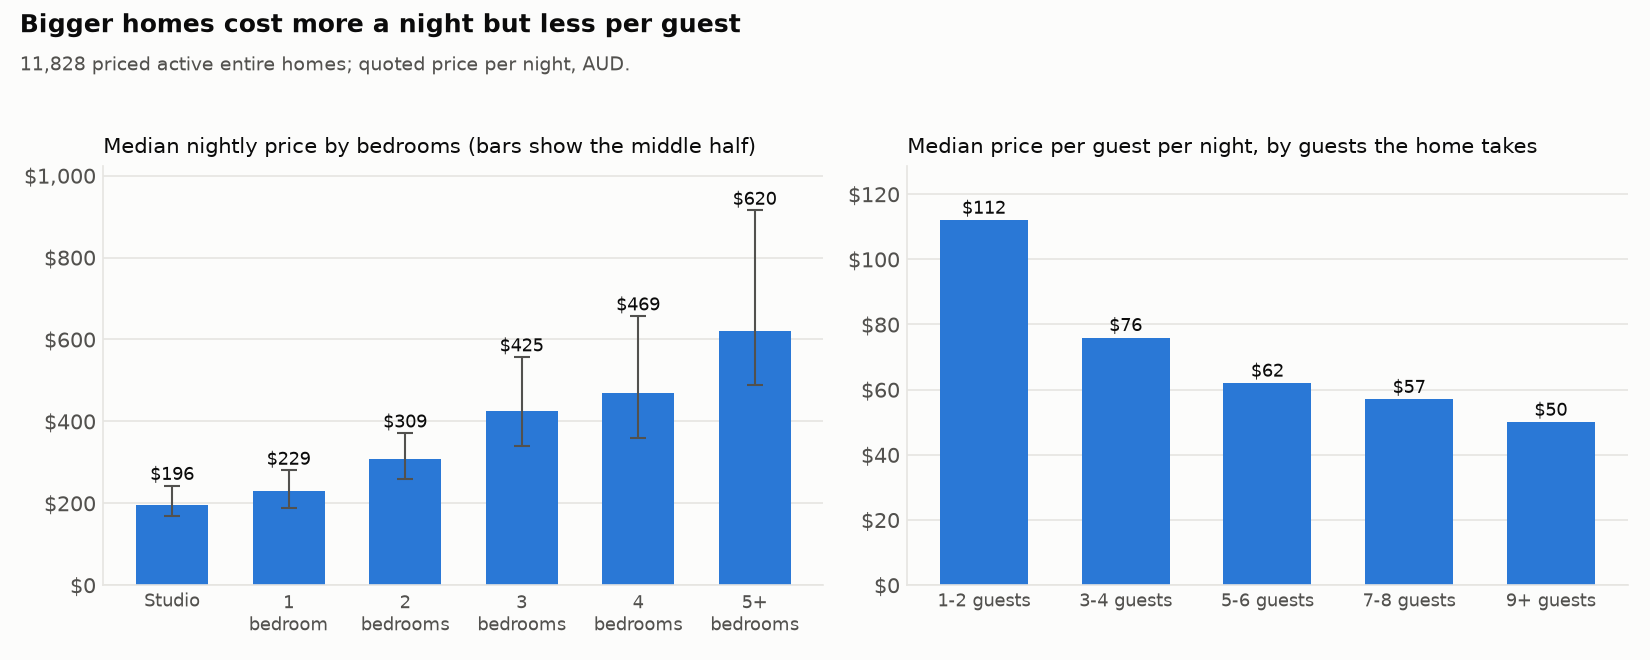 Bigger homes cost more a night but less per guest
11,828 priced active entire homes; quoted price per night, AUD.
Median nightly price by bedrooms (bars show the middle half)
$1,000
$800
$600
$400
$200
$0
$196
$229
$309
$425
$469
$620
Studio
1 bedroom
2 bedrooms
3 bedrooms
4 bedrooms
5+ bedrooms
Median price per guest per night, by guests the home takes
$120
$100
$80
$60
$40
$20
$0
$112
$76
$62
$57
$50
1-2 guests
3-4 guests
5-6 guests
7-8 guests
9+ guests